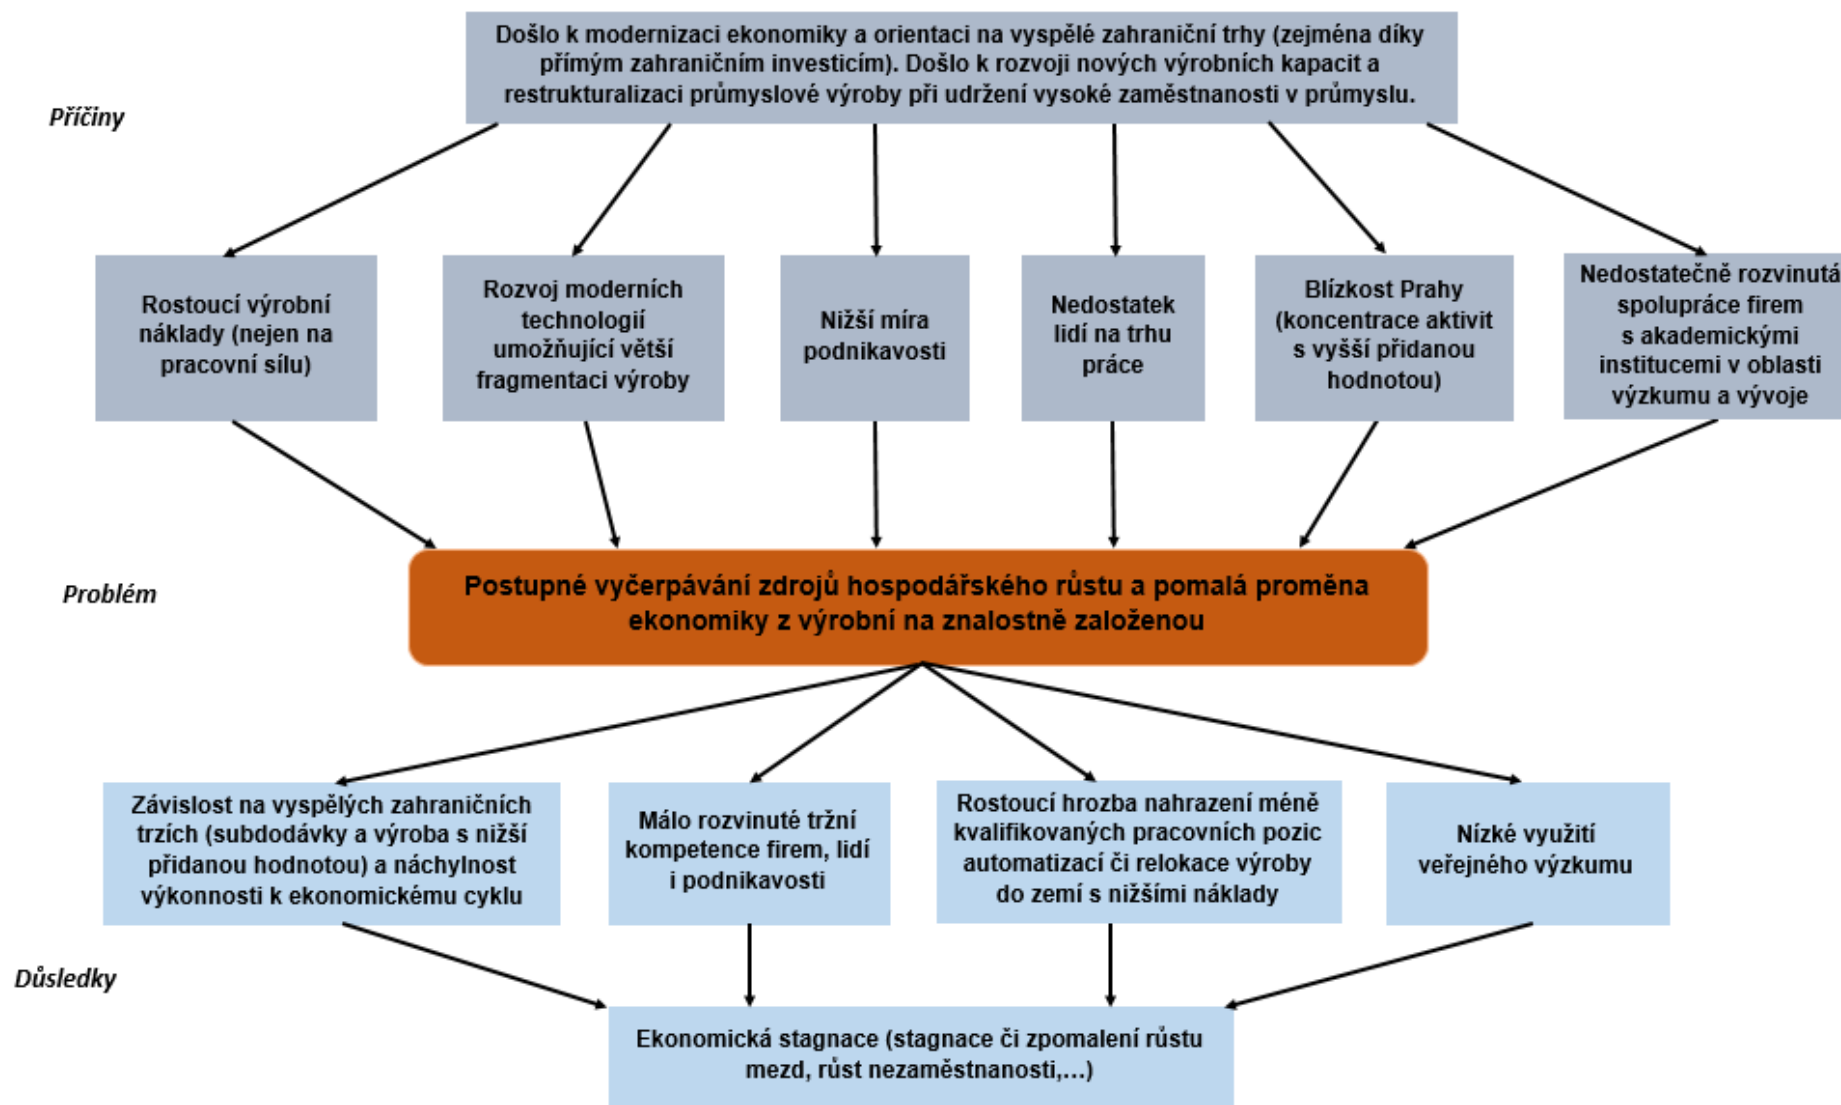 Došlo k modernizaci ekonomiky a orientaci na vyspělé zahraniční trhy (zejména díky
přímým zahraničním investicím). Došlo k rozvoji nových výrobních kapacit a
restrukturalizaci průmyslové výroby při udržení vysoké zaměstnanosti v průmyslu.
Příčiny
Rostoucí výrobní
náklady (nejen na
pracovní sílu)
Rozvoj moderních
technologií
umožňující větší
fragmentaci výroby
Nižší míra
podnikavosti
Nedostatek
lidí na trhu
práce
Blízkost Prahy
(koncentrace aktivit
s vyšší přidanou
hodnotou)
Nedostatečně rozvinutá
spolupráce firem
s akademickými
institucemi v oblasti
výzkumu a vývoje
Problém
Postupné vyčerpávání zdrojů hospodářského růstu a pomalá proměna
ekonomiky z výrobní na znalostně založenou
Závislost na vyspělých zahraničních
trzích (subdodávky a výroba s nižší
přidanou hodnotou) a náchylnost
výkonnosti k ekonomickému cyklu
Málo rozvinuté tržní
kompetence firem, lidí
i podnikavosti
Rostoucí hrozba nahrazení méně
kvalifikovaných pracovních pozic
automatizací či relokace výroby
do zemí s nižšími náklady
Nízké využití
veřejného výzkumu
Důsledky
Ekonomická stagnace (stagnace či zpomalení růstu
mezd, růst nezaměstnanosti,…)